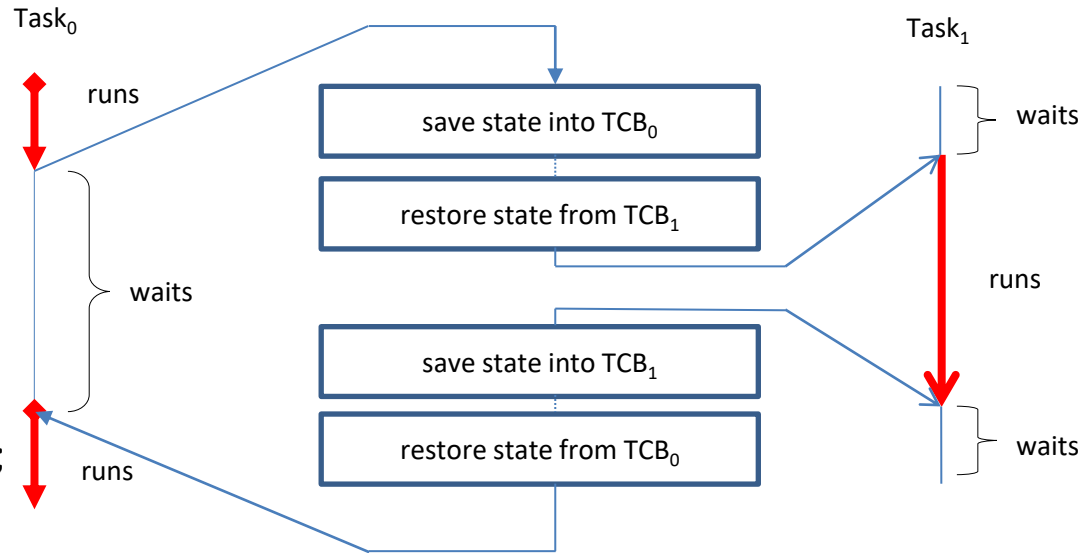 Task₀
Task₁
runs
save state into TCB₀
waits
restore state from TCB₁
waits
runs
save state into TCB₁
restore state from TCB₀
waits
runs